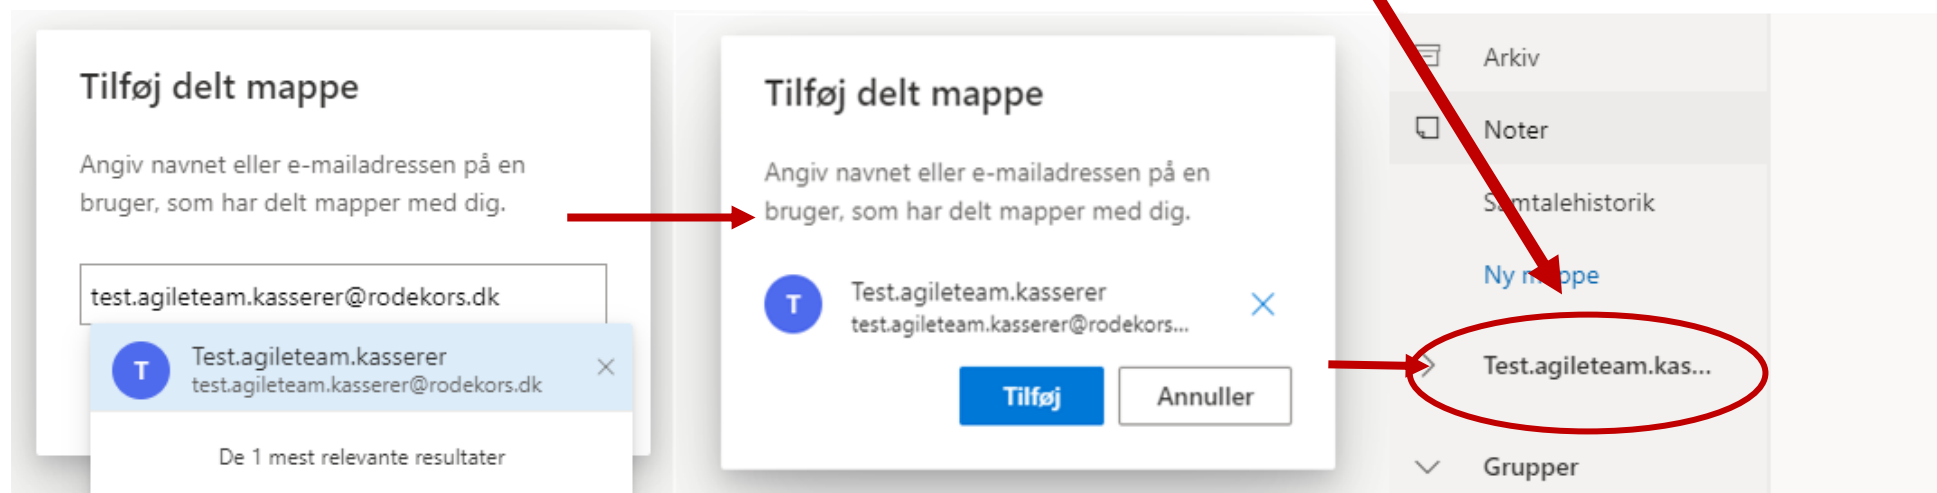 Tilføj delt mappe
Angiv navnet eller e-mailadressen på en
bruger, som har delt mapper med dig.
test.agileteam.kasserer@rodekors.dk
T
Test.agileteam.kasserer
test.agileteam.kasserer@rodekors.dk
De 1 mest relevante resultater
Tilføj delt mappe
Angiv navnet eller e-mailadressen på en
bruger, som har delt mapper med dig.
T
Test.agileteam.kasserer
test.agileteam.kasserer@rodekors...
Tilføj
Annuller
Arkiv
Noter
Samtalehistorik
Ny mappe
Test.agileteam.kas...
Grupper